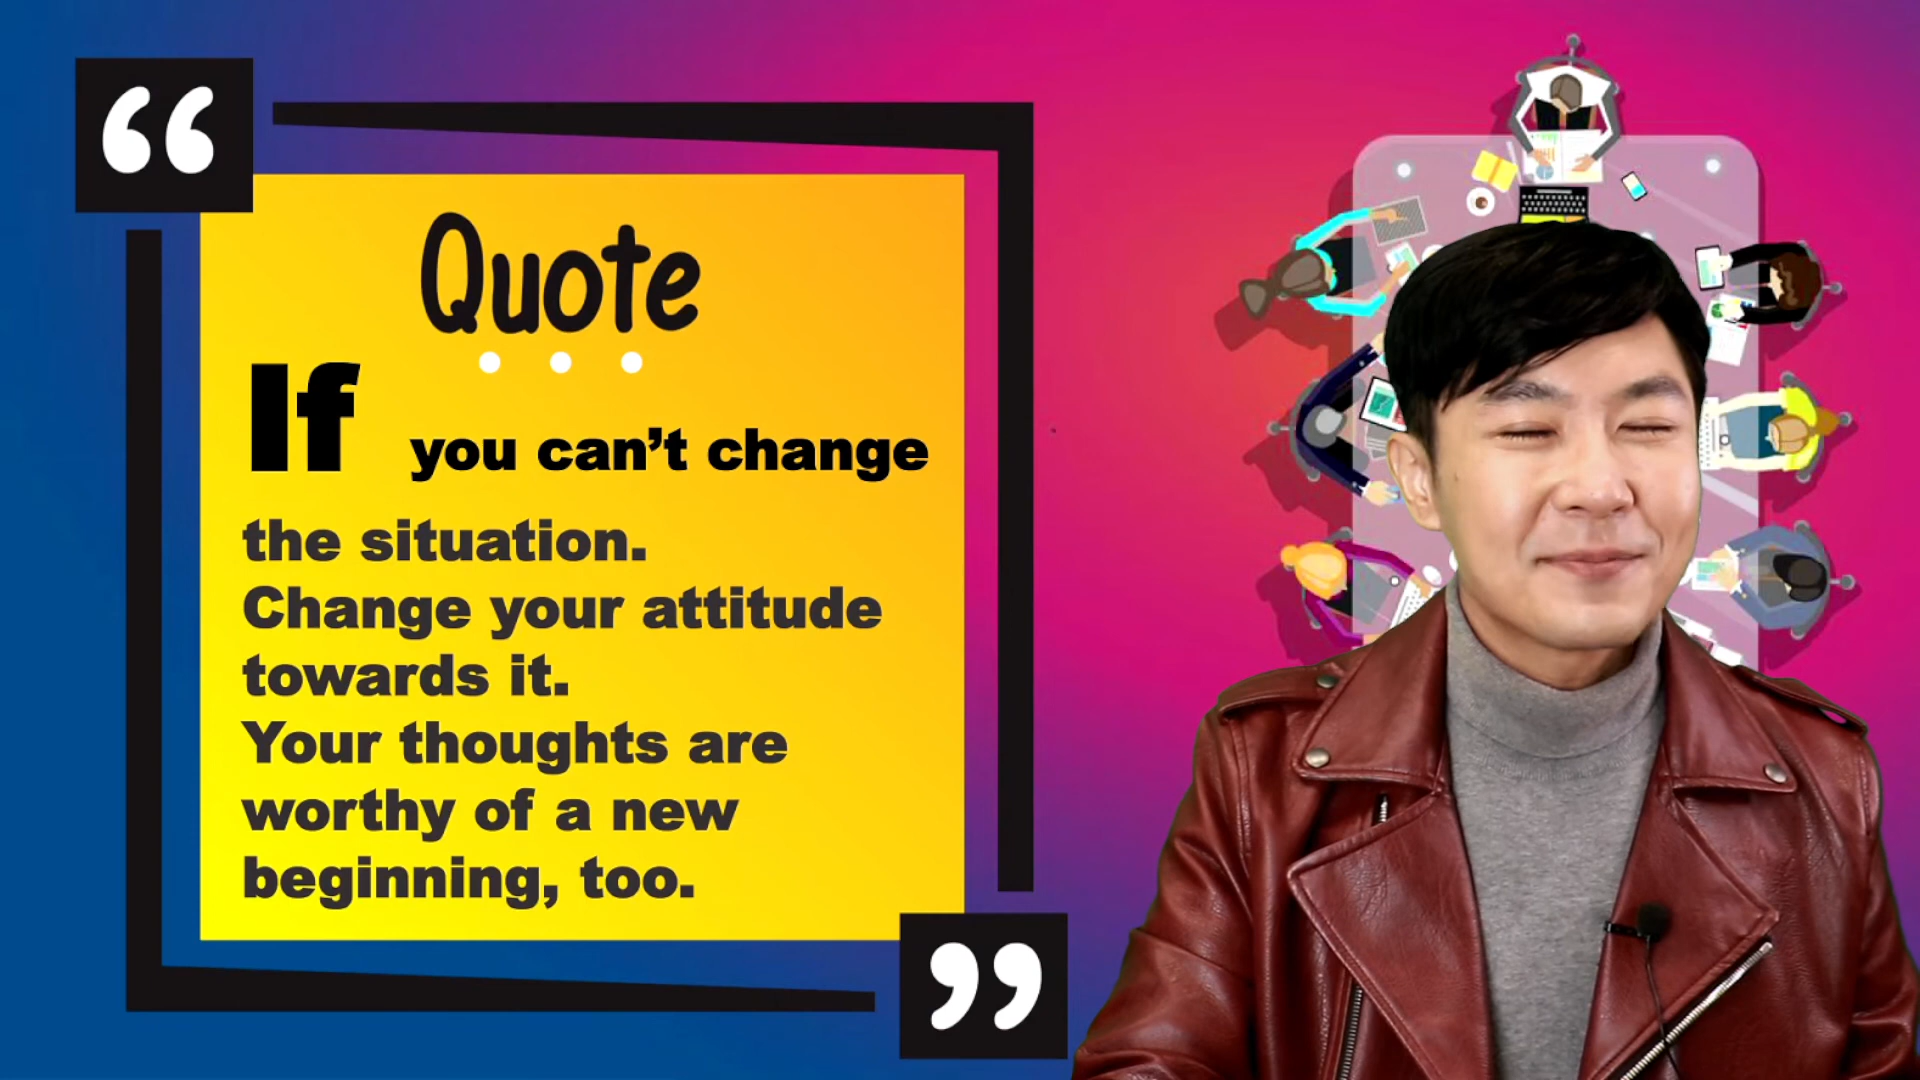 “
Quote
If you can’t change
the situation.
Change your attitude
towards it.
Your thoughts are
worthy of a new
beginning, too.
”